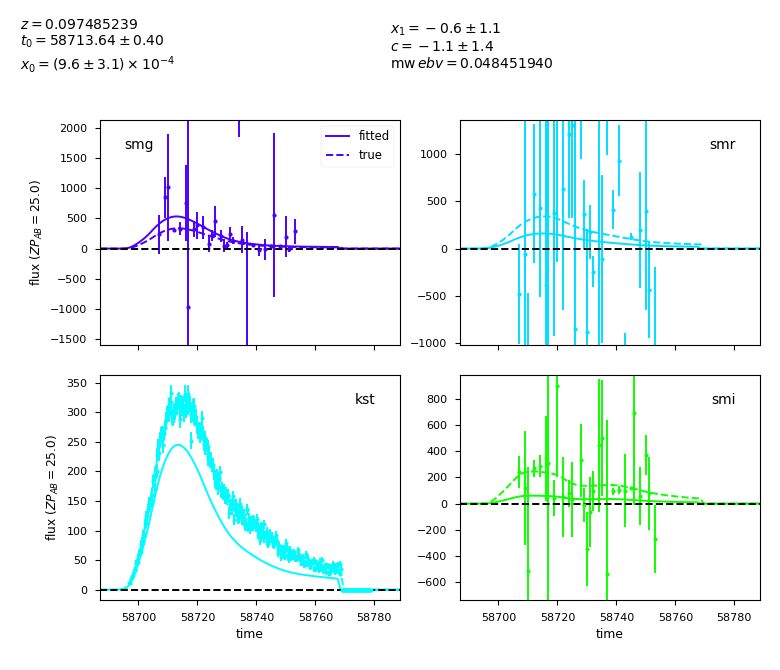 z = 0.097485239
t₀ = 58713.64 ± 0.40
x₀ = (9.6 ± 3.1) × 10⁻⁴
x₁ = −0.6 ± 1.1
c = −1.1 ± 1.4
mw ebv = 0.048451940
smg
fitted
true
2000
1500
1000
500
0
−500
−1000
−1500
flux (ZP_AB = 25.0)
smr
1000
500
0
−500
−1000
kst
350
300
250
200
150
100
50
0
flux (ZP_AB = 25.0)
58700 58720 58740 58760 58780
time
smi
800
600
400
200
0
−200
−400
−600
58700 58720 58740 58760 58780
time